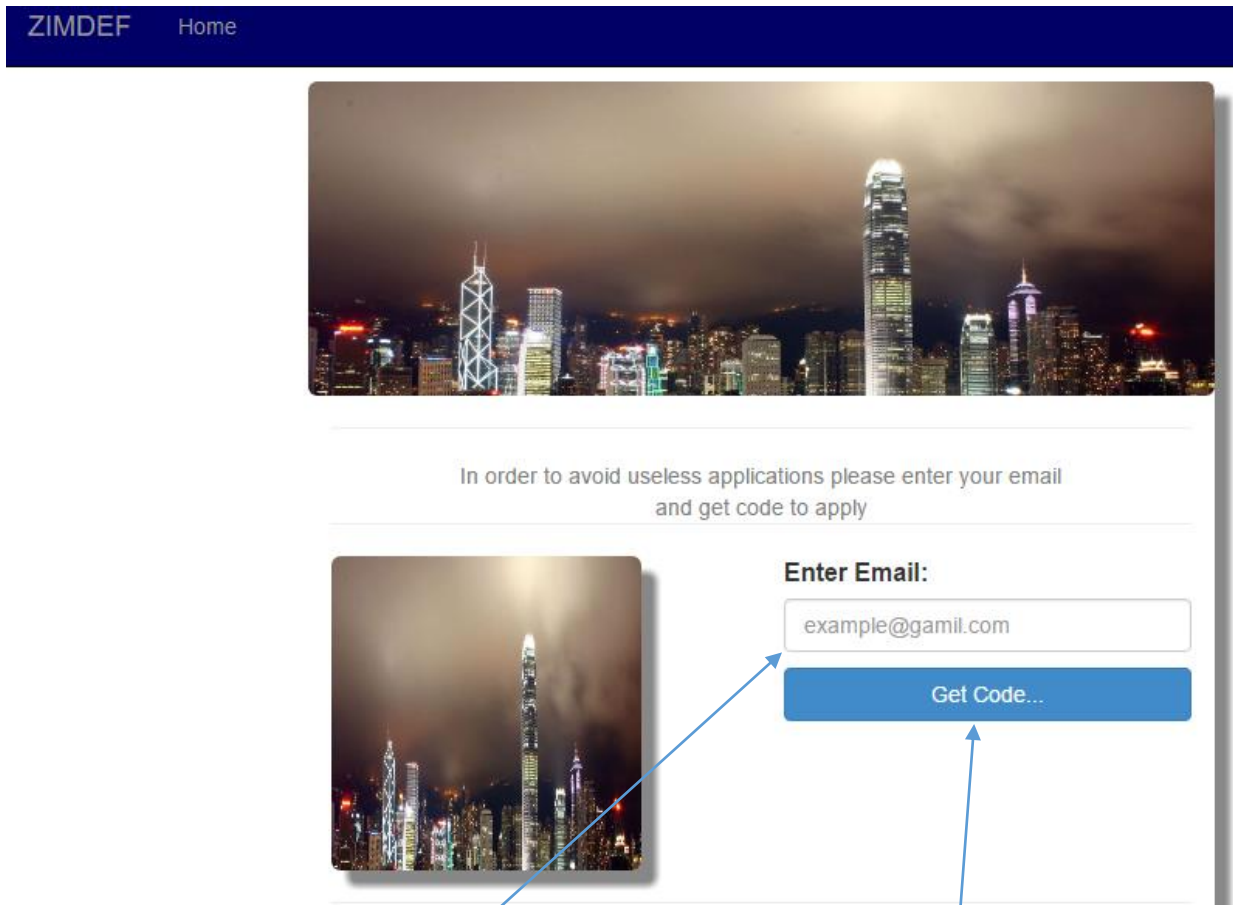 ZIMDEF Home
In order to avoid useless applications please enter your email
and get code to apply
Enter Email:
example@gamil.com
Get Code...